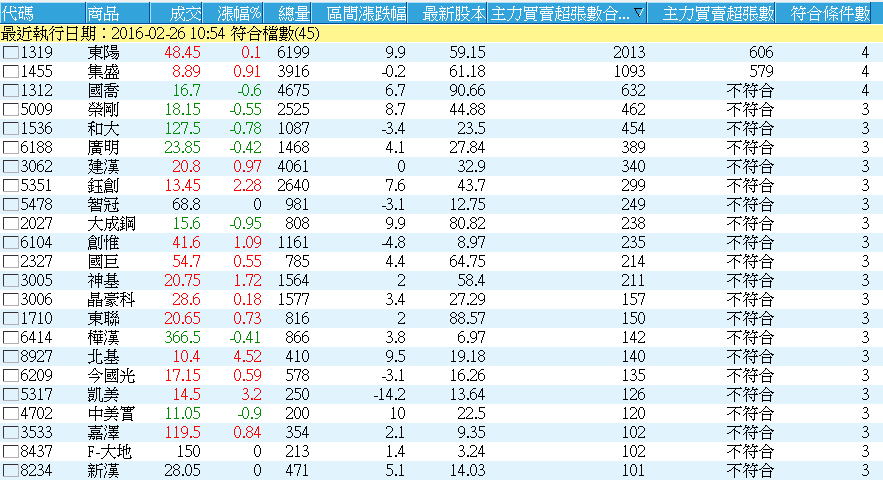 代碼 商品 成交 漲幅% 總量 區間漲跌幅 最新股本 主力買賣超張數合... ▼ 主力買賣超張數 符合條件數
最近執行日期：2016-02-26 10:54 符合檔數(45)
1319 東陽 48.45 0.1 6199 9.9 59.15 2013 606 4
1455 集盛 8.89 0.91 3916 -0.2 61.18 1093 579 4
1312 國喬 16.7 -0.6 4675 6.7 90.66 632 不符合 4
5009 榮剛 18.15 -0.55 2525 8.7 44.88 462 不符合 3
1536 和大 127.5 -0.78 1087 -3.4 23.5 454 不符合 3
6188 廣明 23.85 -0.42 1468 4.1 27.84 389 不符合 3
3062 建漢 20.8 0.97 4061 0 32.9 340 不符合 3
5351 鈺創 13.45 2.28 2640 7.6 43.7 299 不符合 3
5478 智冠 68.8 0 981 -3.1 12.75 249 不符合 3
2027 大成鋼 15.6 -0.95 808 9.9 80.82 238 不符合 3
6104 創惟 41.6 1.09 1161 -4.8 8.97 235 不符合 3
2327 國巨 54.7 0.55 785 4.4 64.75 214 不符合 3
3005 神基 20.75 1.72 1564 2 58.4 211 不符合 3
3006 晶豪科 28.6 0.18 1577 3.4 27.29 157 不符合 3
1710 東聯 20.65 0.73 816 2 88.57 150 不符合 3
6414 樺漢 366.5 -0.41 866 3.8 6.97 142 不符合 3
8927 北基 10.4 4.52 410 9.5 19.18 140 不符合 3
6209 今國光 17.15 0.59 578 -3.1 16.26 135 不符合 3
5317 凱美 14.5 3.2 250 -14.2 13.64 126 不符合 3
4702 中美實 11.05 -0.9 200 10 22.5 120 不符合 3
3533 嘉澤 119.5 0.84 354 2.1 9.35 102 不符合 3
8437 F-大地 150 0 213 1.4 3.24 102 不符合 3
8234 新漢 28.05 0 471 5.1 14.03 101 不符合 3